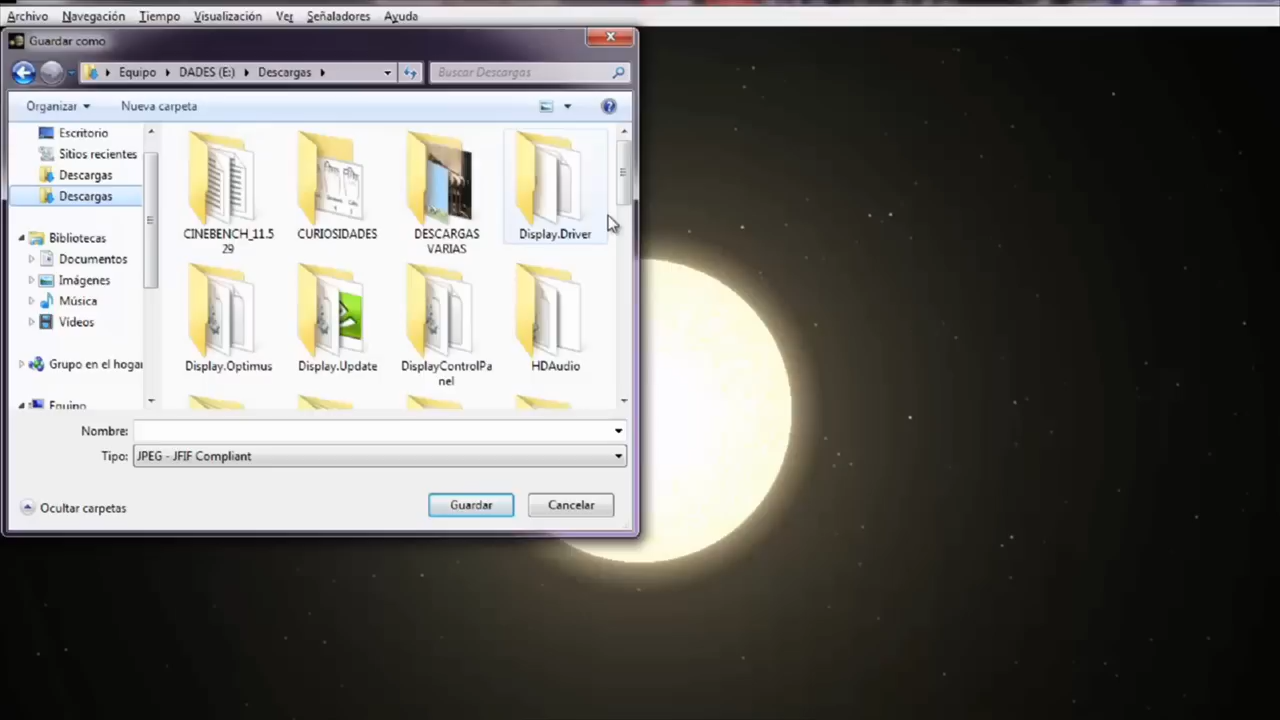 Archivo Navegación Tiempo Visualización Ver Señaladores Ayuda
Guardar como
Equipo DADES (E:) Descargas
Buscar Descargas
Organizar Nueva carpeta
Escritorio
Sitios recientes
Descargas
Descargas
Bibliotecas
Documentos
Imágenes
Música
Vídeos
Grupo en el hogar
Equipo
CINEBENCH_11.5
29
CURIOSIDADES
DESCARGAS
VARIAS
Display.Driver
Display.Optimus
Display.Update
DisplayControlPa
nel
HDAudio
Nombre:
Tipo: JPEG - JFIF Compliant
Ocultar carpetas
Guardar
Cancelar